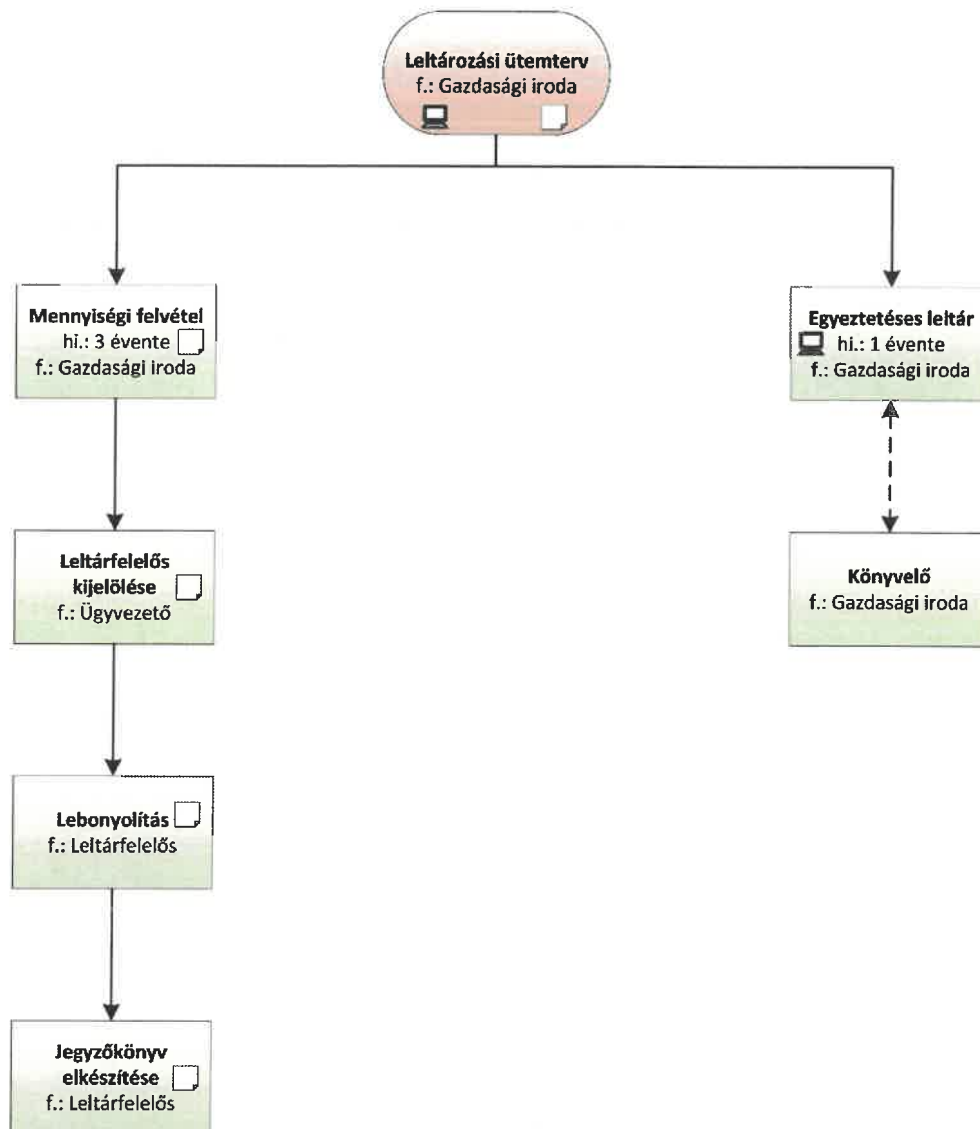 Leltározási ütemterv
f.: Gazdasági iroda
Mennyiségi felvétel
hi.: 3 évente
f.: Gazdasági iroda
Egyeztetéses leltár
hi.: 1 évente
f.: Gazdasági iroda
Leltárfelelős
kijelölése
f.: Ügyvezető
Könyvelő
f.: Gazdasági iroda
Lebonyolítás
f.: Leltárfelelős
Jegyzőkönyv
elkészítése
f.: Leltárfelelős